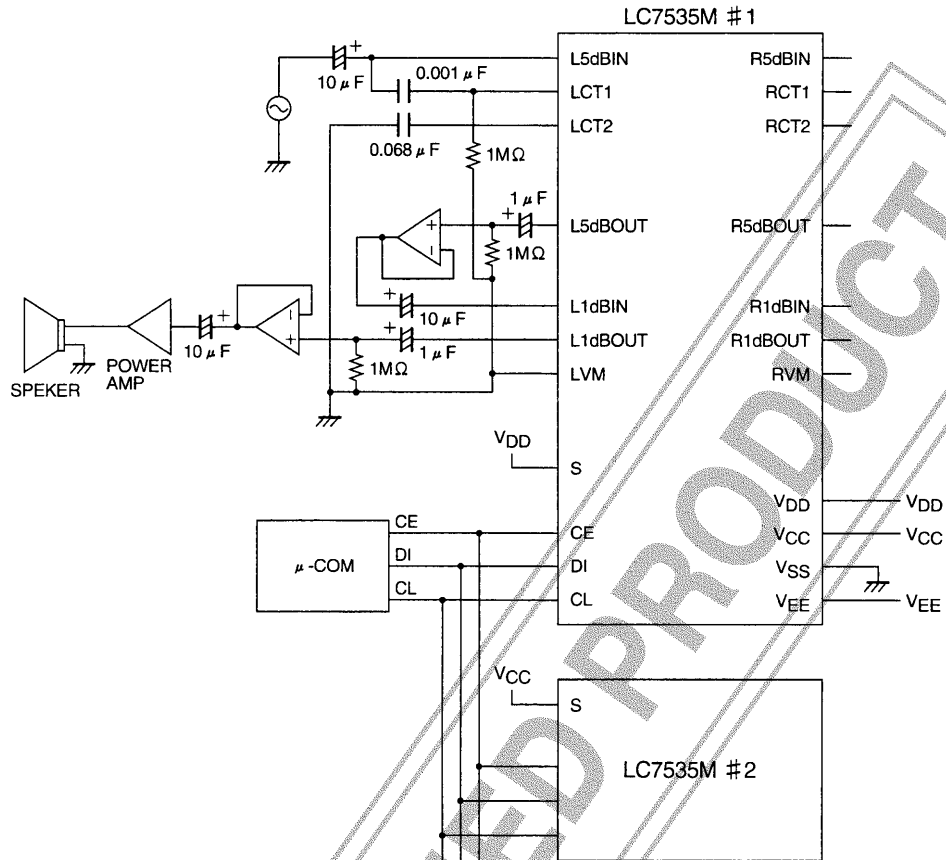 LC7535M #1
L5dBIN
R5dBIN
10 μF
+
0.001 μF
LCT1
RCT1
LCT2
RCT2
0.068 μF
1MΩ
1 μF
+
+
-
1MΩ
L5dBOUT
R5dBOUT
+
10 μF
L1dBIN
R1dBIN
-
+
+
1 μF
L1dBOUT
R1dBOUT
+
10 μF
POWER
AMP
SPEKER
1MΩ
LVM
RVM
VDD
S
VDD
VDD
CE
CE
VCC
VCC
μ-COM
DI
DI
VSS
CL
CL
VEE
VEE
VCC
S
LC7535M #2
ED PRODUCT